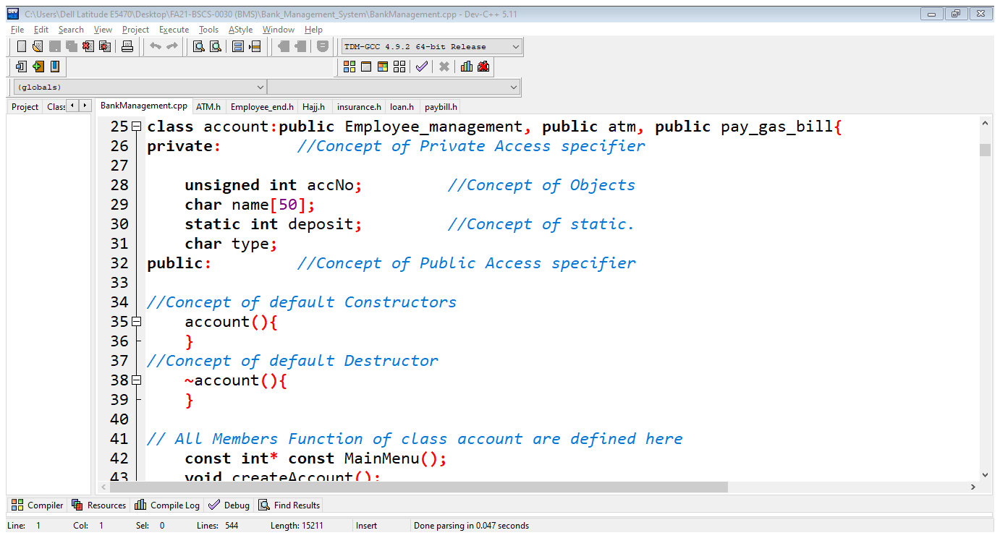 C:\Users\Dell Latitude E5470\Desktop\FA21-BSCS-0030 (BMS)\Bank_Management_System\BankManagement.cpp - Dev-C++ 5.11
File Edit Search View Project Execute Tools AStyle Window Help
TDM-GCC 4.9.2 64-bit Release
(globals)
Project Class BankManagement.cpp ATM.h Employee_end.h Hajj.h insurance.h loan.h paybill.h
25 class account:public Employee_management, public atm, public pay_gas_bill{
26 private: //Concept of Private Access specifier
27
28 unsigned int accNo; //Concept of Objects
29 char name[50];
30 static int deposit; //Concept of static.
31 char type;
32 public: //Concept of Public Access specifier
33
34 //Concept of default Constructors
35 account(){
36 }
37 //Concept of default Destructor
38 ~account(){
39 }
40
41 // All Members Function of class account are defined here
42 const int* const MainMenu();
43 void createAccount();
Compiler Resources Compile Log Debug Find Results
Line: 1 Col: 1 Sel: 0 Lines: 544 Length: 15211 Insert Done parsing in 0.047 seconds